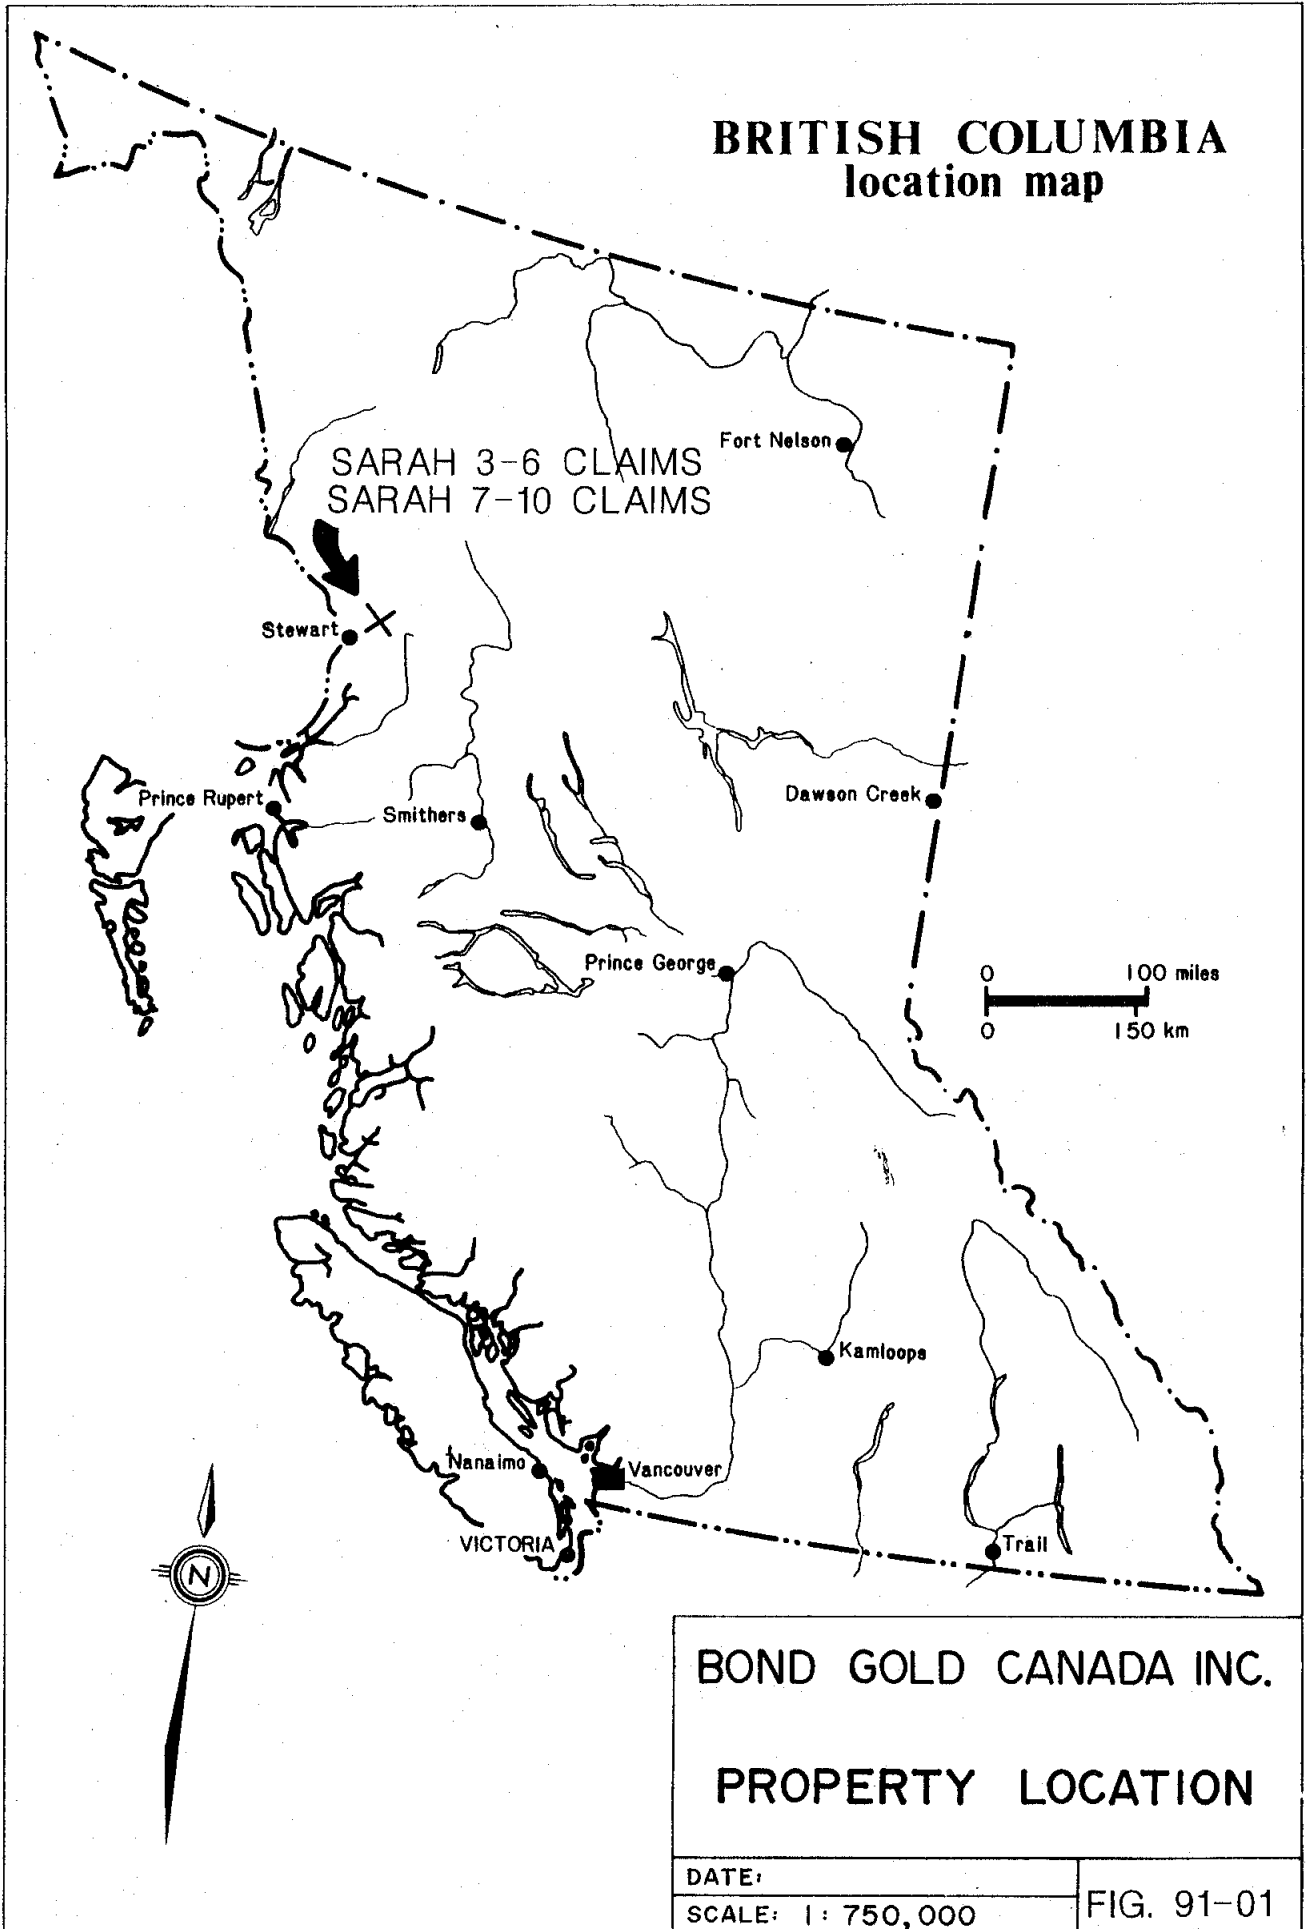 BRITISH COLUMBIA
location map
Fort Nelson
SARAH 3-6 CLAIMS
SARAH 7-10 CLAIMS
Stewart
Prince Rupert
Smithers
Dawson Creek
Prince George
0 100 miles
0 150 km
Kamloops
Nanaimo
Vancouver
VICTORIA
Trail
N
BOND GOLD CANADA INC.
PROPERTY LOCATION
DATE:
SCALE: 1:750,000
FIG. 91-01